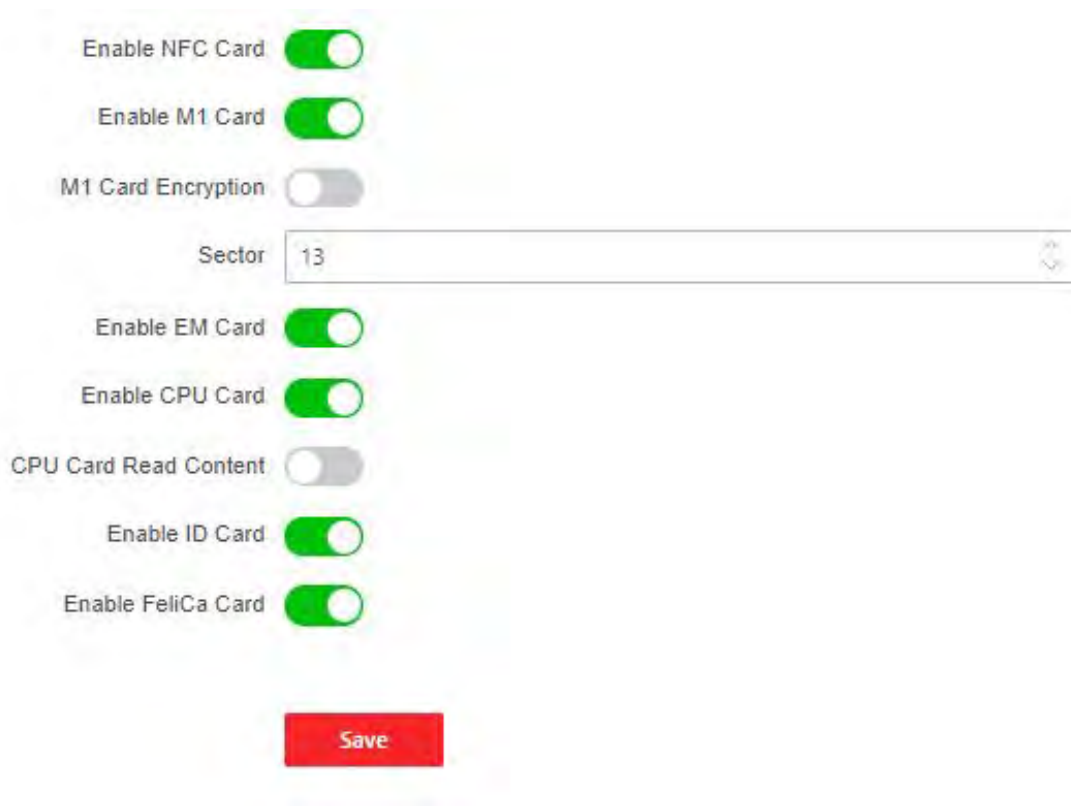 Enable NFC Card
Enable M1 Card
M1 Card Encryption
Sector 13
Enable EM Card
Enable CPU Card
CPU Card Read Content
Enable ID Card
Enable FeliCa Card
Save